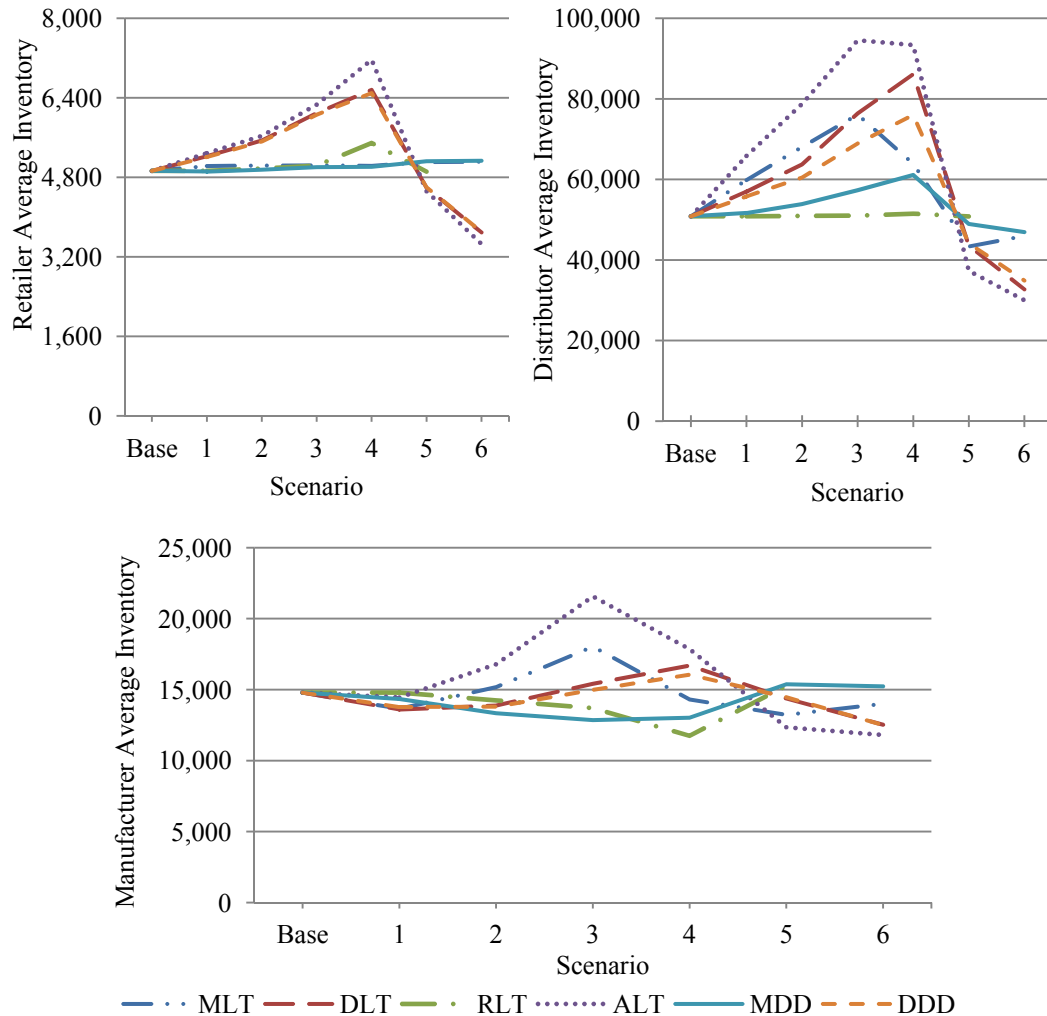 Retailer Average Inventory
8,000
6,400
4,800
3,200
1,600
0
Base 1 2 3 4 5 6
Scenario
Distributor Average Inventory
100,000
80,000
60,000
40,000
20,000
0
Base 1 2 3 4 5 6
Scenario
Manufacturer Average Inventory
25,000
20,000
15,000
10,000
5,000
0
Base 1 2 3 4 5 6
Scenario
MLT DLT RLT ALT MDD DDD